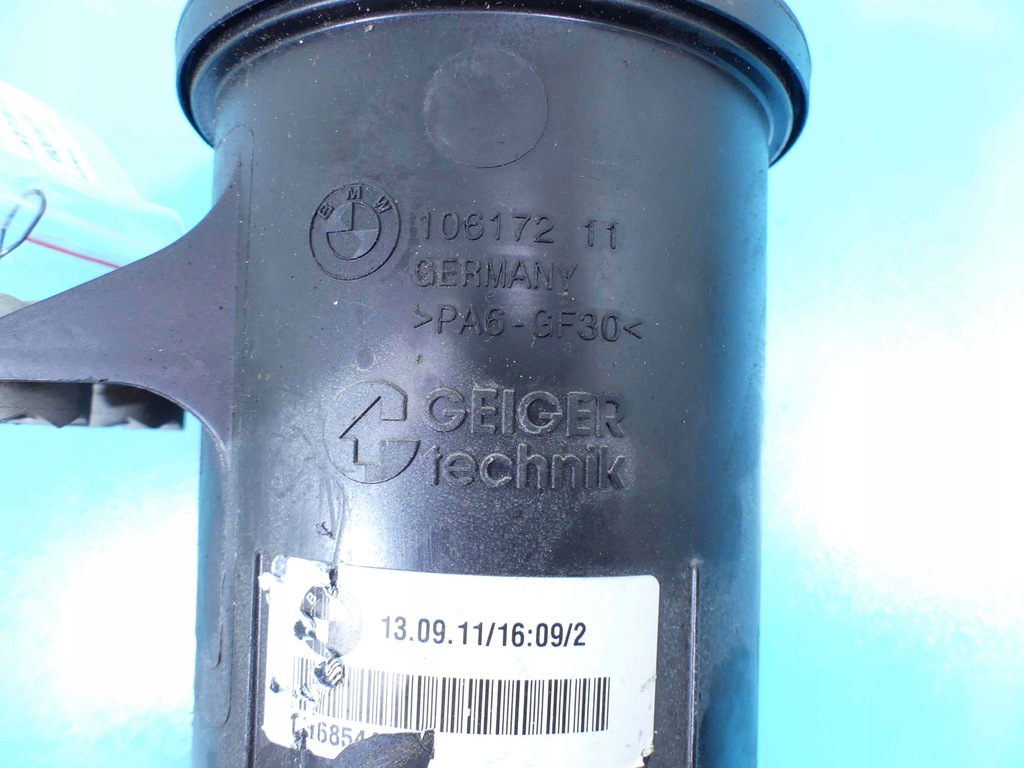 BMW
106172 11
GERMANY
>PA6-GF30<
GEIGER
technik
13.09.11/16:09/2